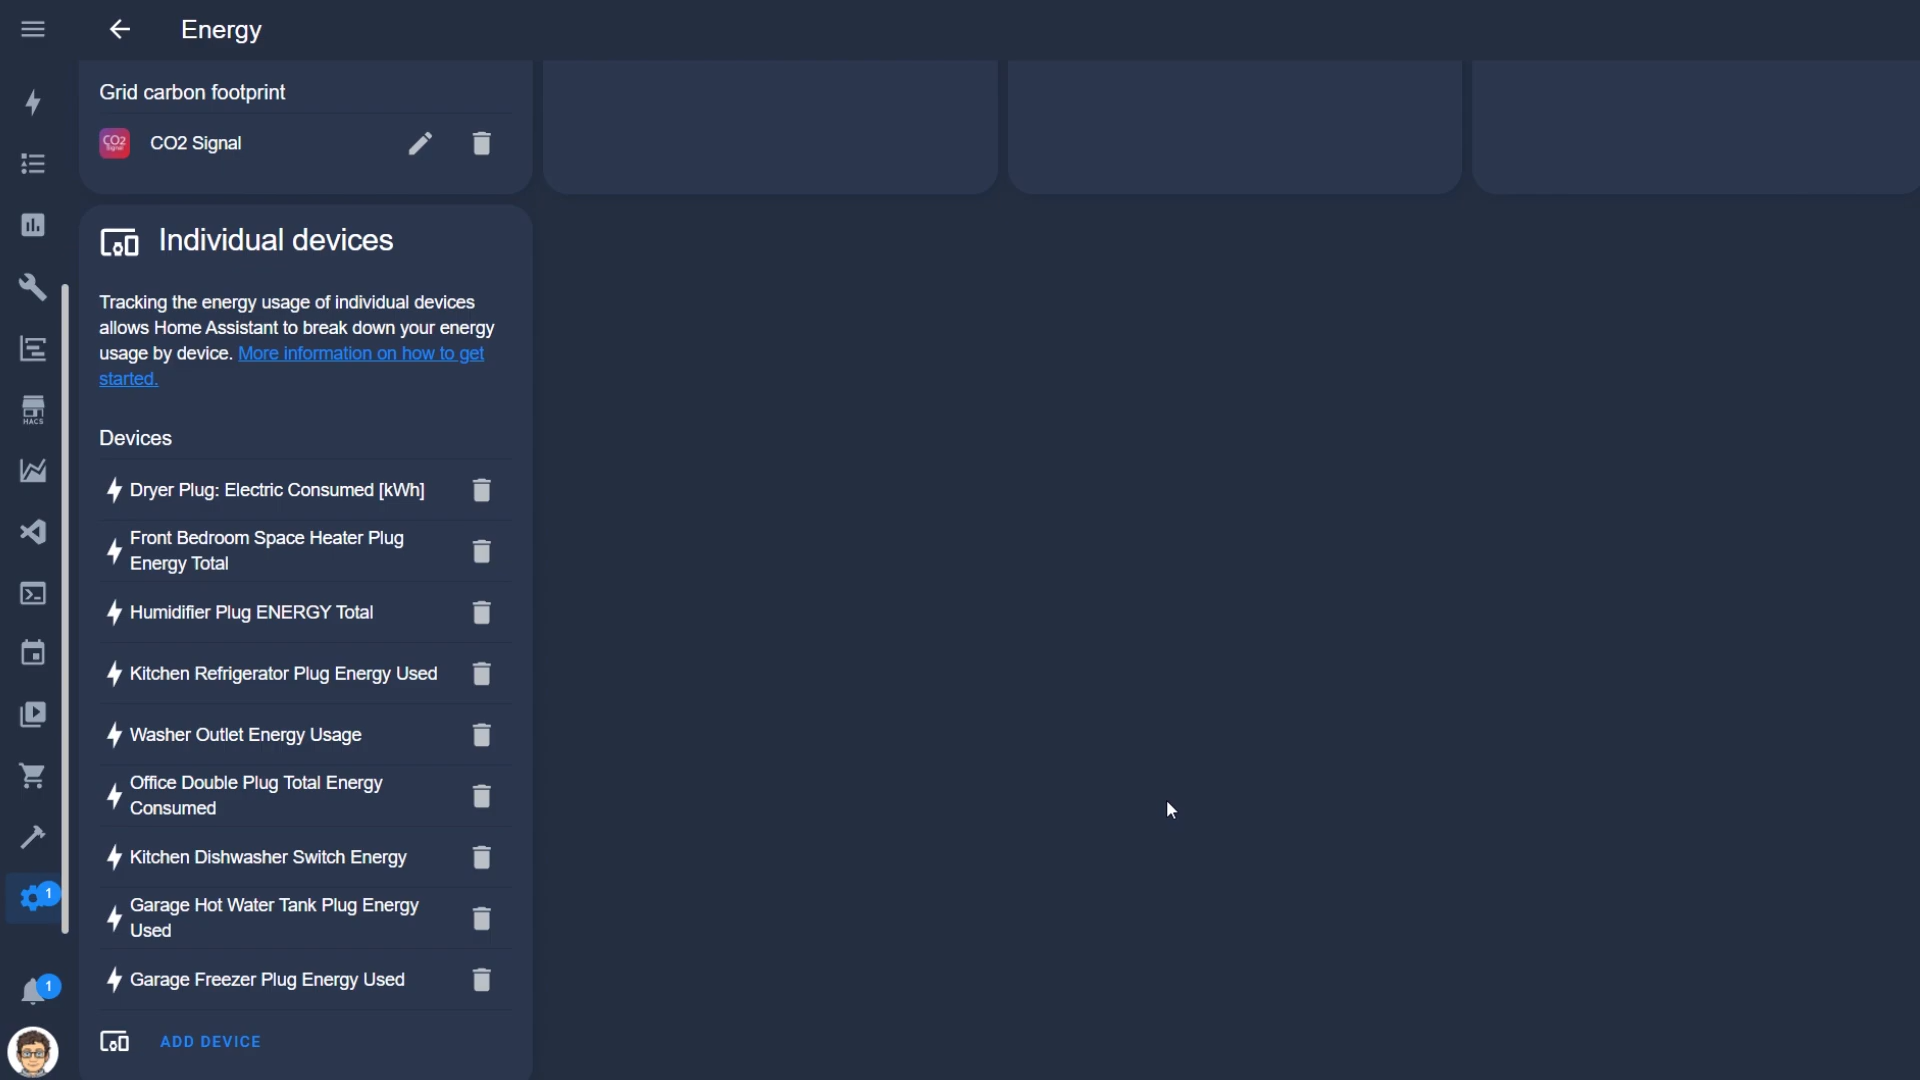 Energy
Grid carbon footprint
CO2
Signal
CO2 Signal
Individual devices
Tracking the energy usage of individual devices
allows Home Assistant to break down your energy
usage by device. More information on how to get
started.
HACS
Devices
Dryer Plug: Electric Consumed [kWh]
Front Bedroom Space Heater Plug
Energy Total
Humidifier Plug ENERGY Total
Kitchen Refrigerator Plug Energy Used
Washer Outlet Energy Usage
Office Double Plug Total Energy
Consumed
Kitchen Dishwasher Switch Energy
1
Garage Hot Water Tank Plug Energy
Used
Garage Freezer Plug Energy Used
1
ADD DEVICE